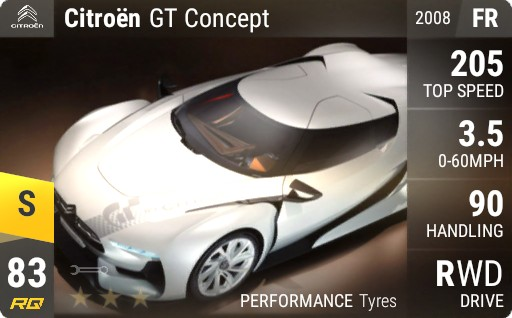 CITROËN
Citroën GT Concept
2008 FR
205
TOP SPEED
3.5
0-60MPH
90
HANDLING
RWD
DRIVE
S
83
RQ
PERFORMANCE Tyres